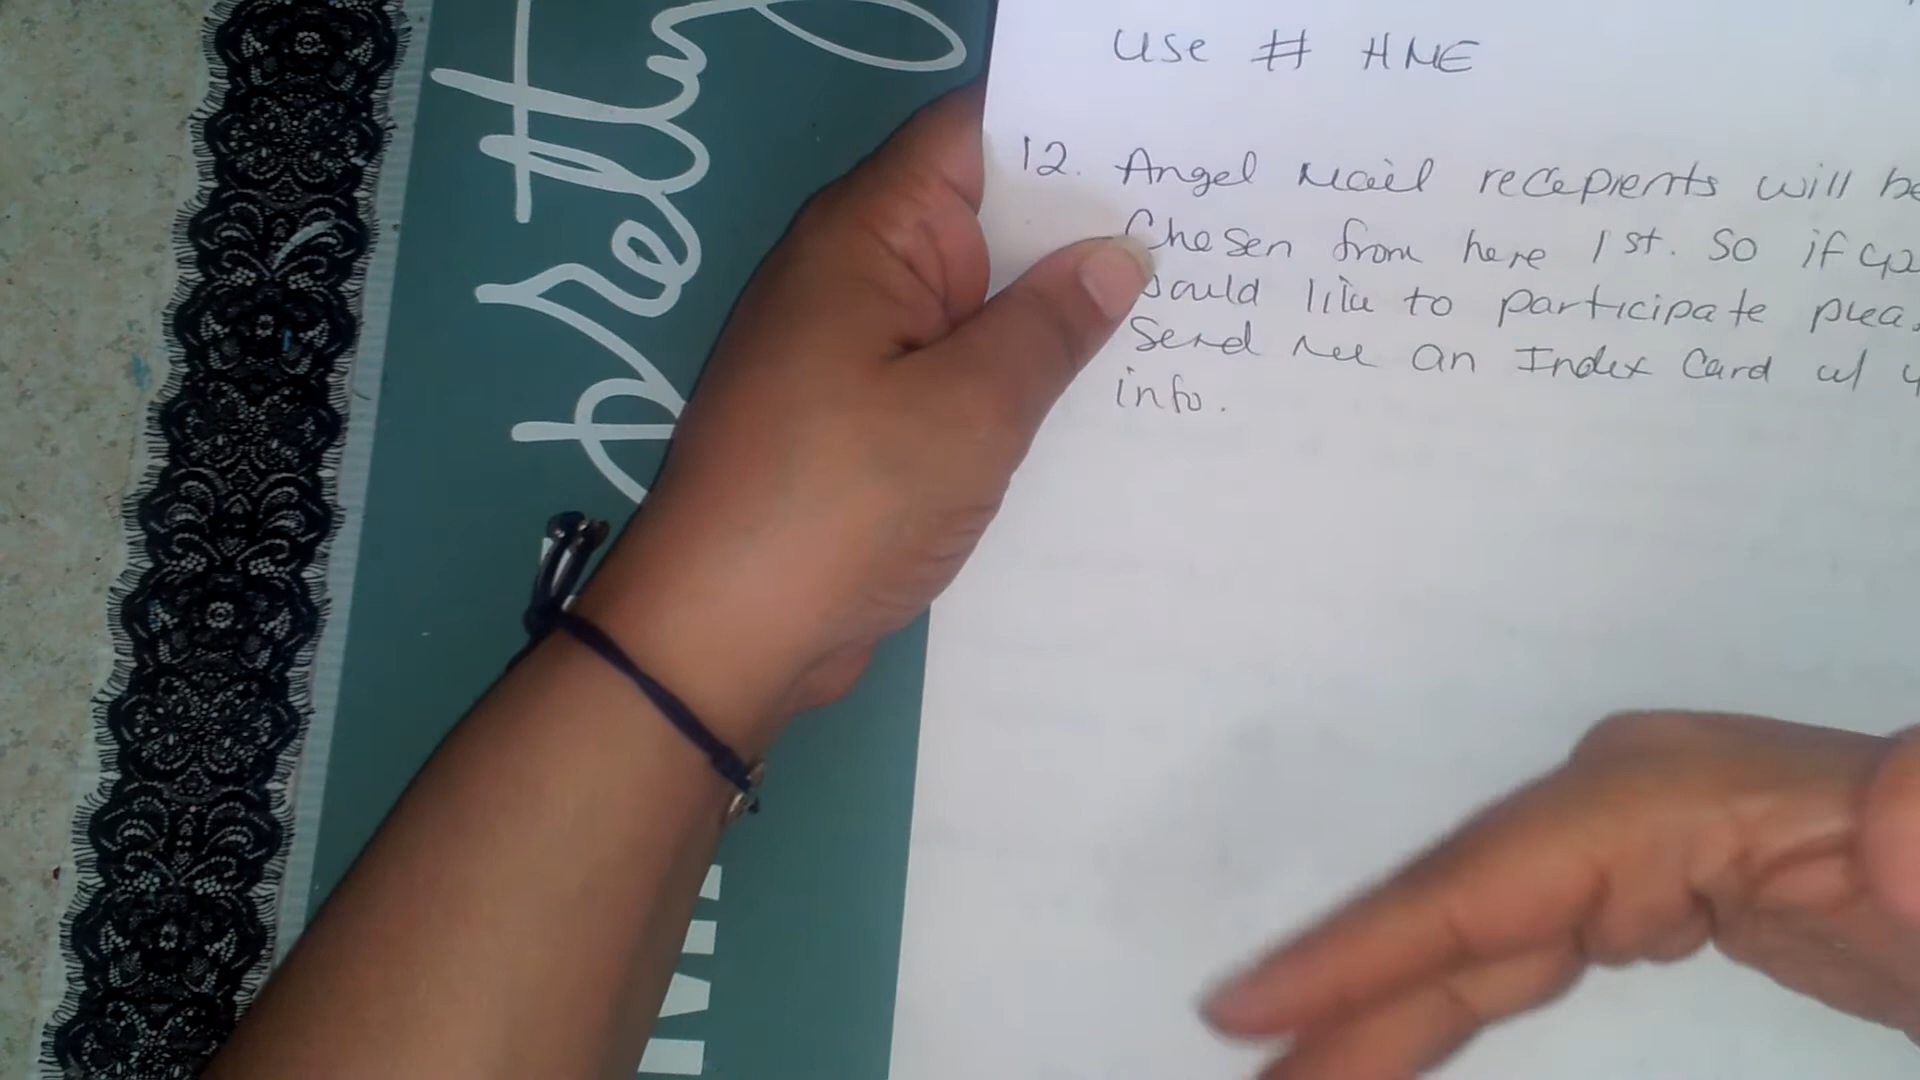 Use # HME
12. Angel Mail recepients will be
Chosen from here 1st. So if
would like to participate
Send me an Index Card w/
info.
pretty